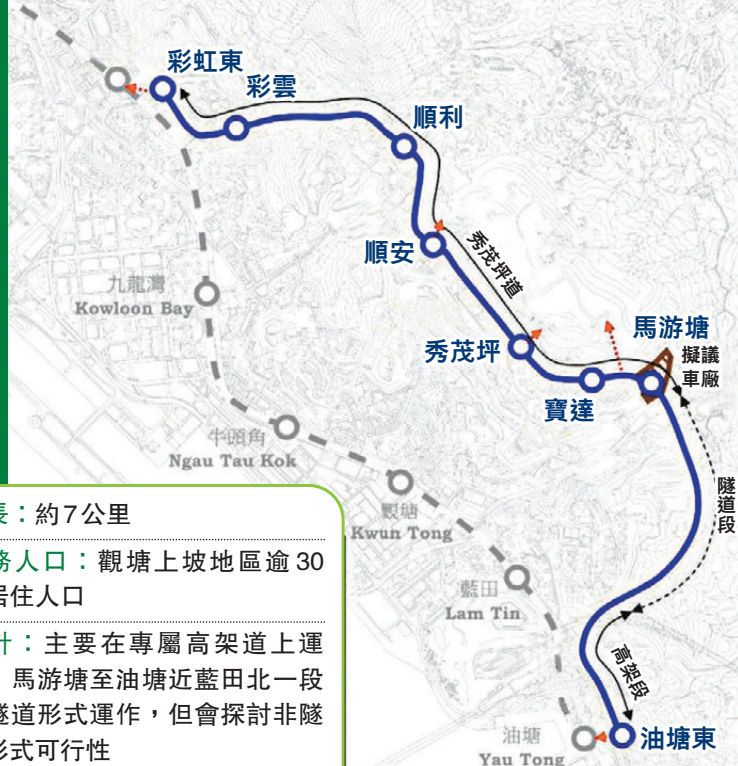 彩虹東
彩雲
順利
順安
秀茂坪道
九龍灣
Kowloon Bay
秀茂坪
馬游塘
擬議
車廠
寶達
牛頭角
Ngau Tau Kok
觀塘
Kwun Tong
隧道段
藍田
Lam Tin
高架段
油塘
Yau Tong
油塘東
長：約7公里
務人口：觀塘上坡地區逾30
居住人口
計：主要在專屬高架道上運
馬游塘至油塘近藍田北一段
隧道形式運作，但會探討非隧
形式可行性